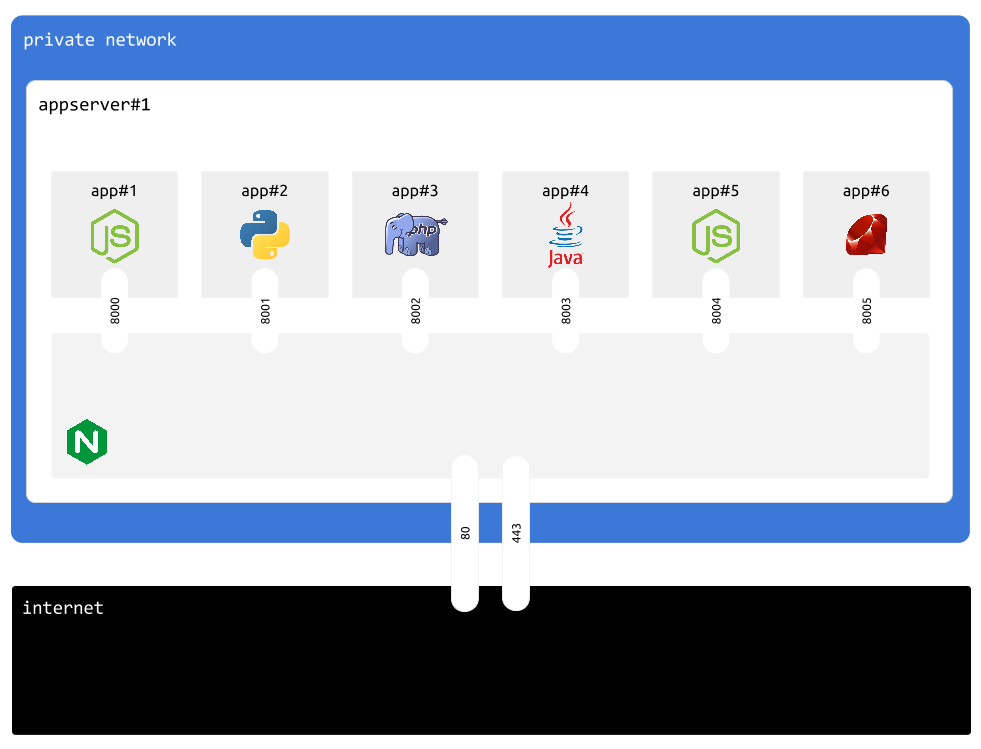 private network
appserver#1
app#1
app#2
app#3
app#4
app#5
app#6
JS
php
Java
JS
8000
8001
8002
8003
8004
8005
N
80
443
internet